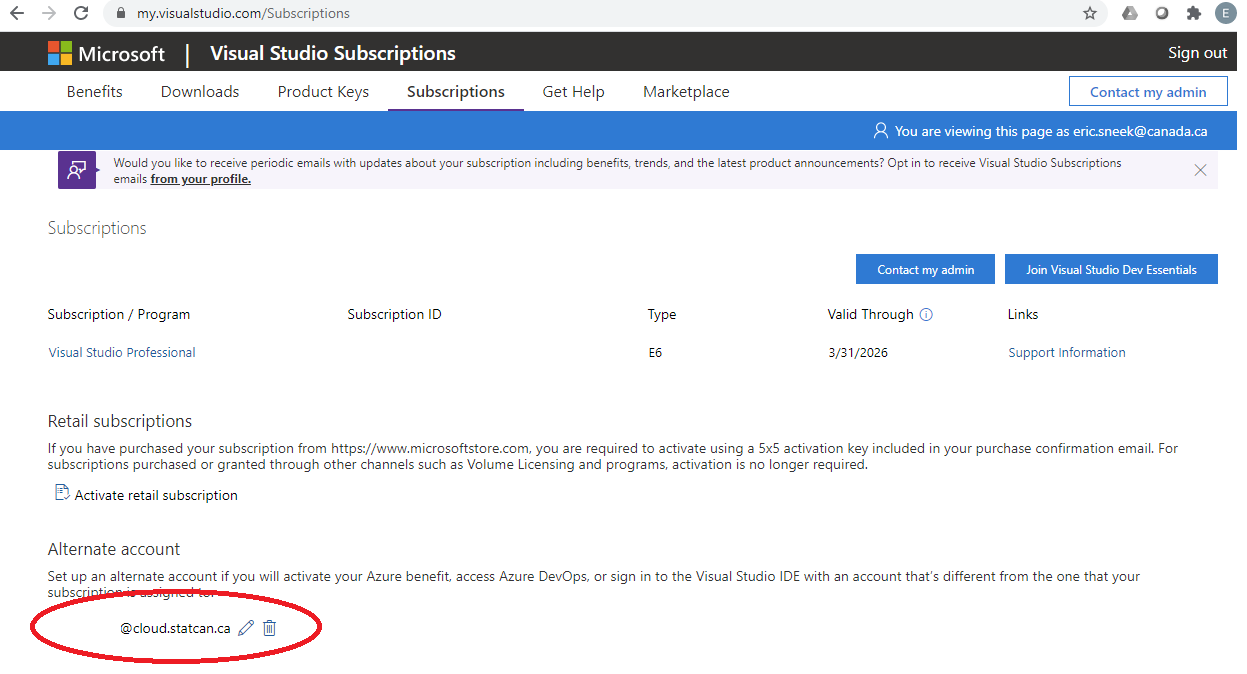 my.visualstudio.com/Subscriptions
E
Microsoft | Visual Studio Subscriptions
Sign out
Benefits Downloads Product Keys Subscriptions Get Help Marketplace
Contact my admin
You are viewing this page as eric.sneek@canada.ca
Would you like to receive periodic emails with updates about your subscription including benefits, trends, and the latest product announcements? Opt in to receive Visual Studio Subscriptions
emails from your profile.
Subscriptions
Contact my admin
Join Visual Studio Dev Essentials
Subscription / Program Subscription ID Type Valid Through Links
Visual Studio Professional E6 3/31/2026 Support Information
Retail subscriptions
If you have purchased your subscription from https://www.microsoftstore.com, you are required to activate using a 5x5 activation key included in your purchase confirmation email. For
subscriptions purchased or granted through other channels such as Volume Licensing and programs, activation is no longer required.
Activate retail subscription
Alternate account
Set up an alternate account if you will activate your Azure benefit, access Azure DevOps, or sign in to the Visual Studio IDE with an account that's different from the one that your
subscription is assigned to.
@cloud.statcan.ca